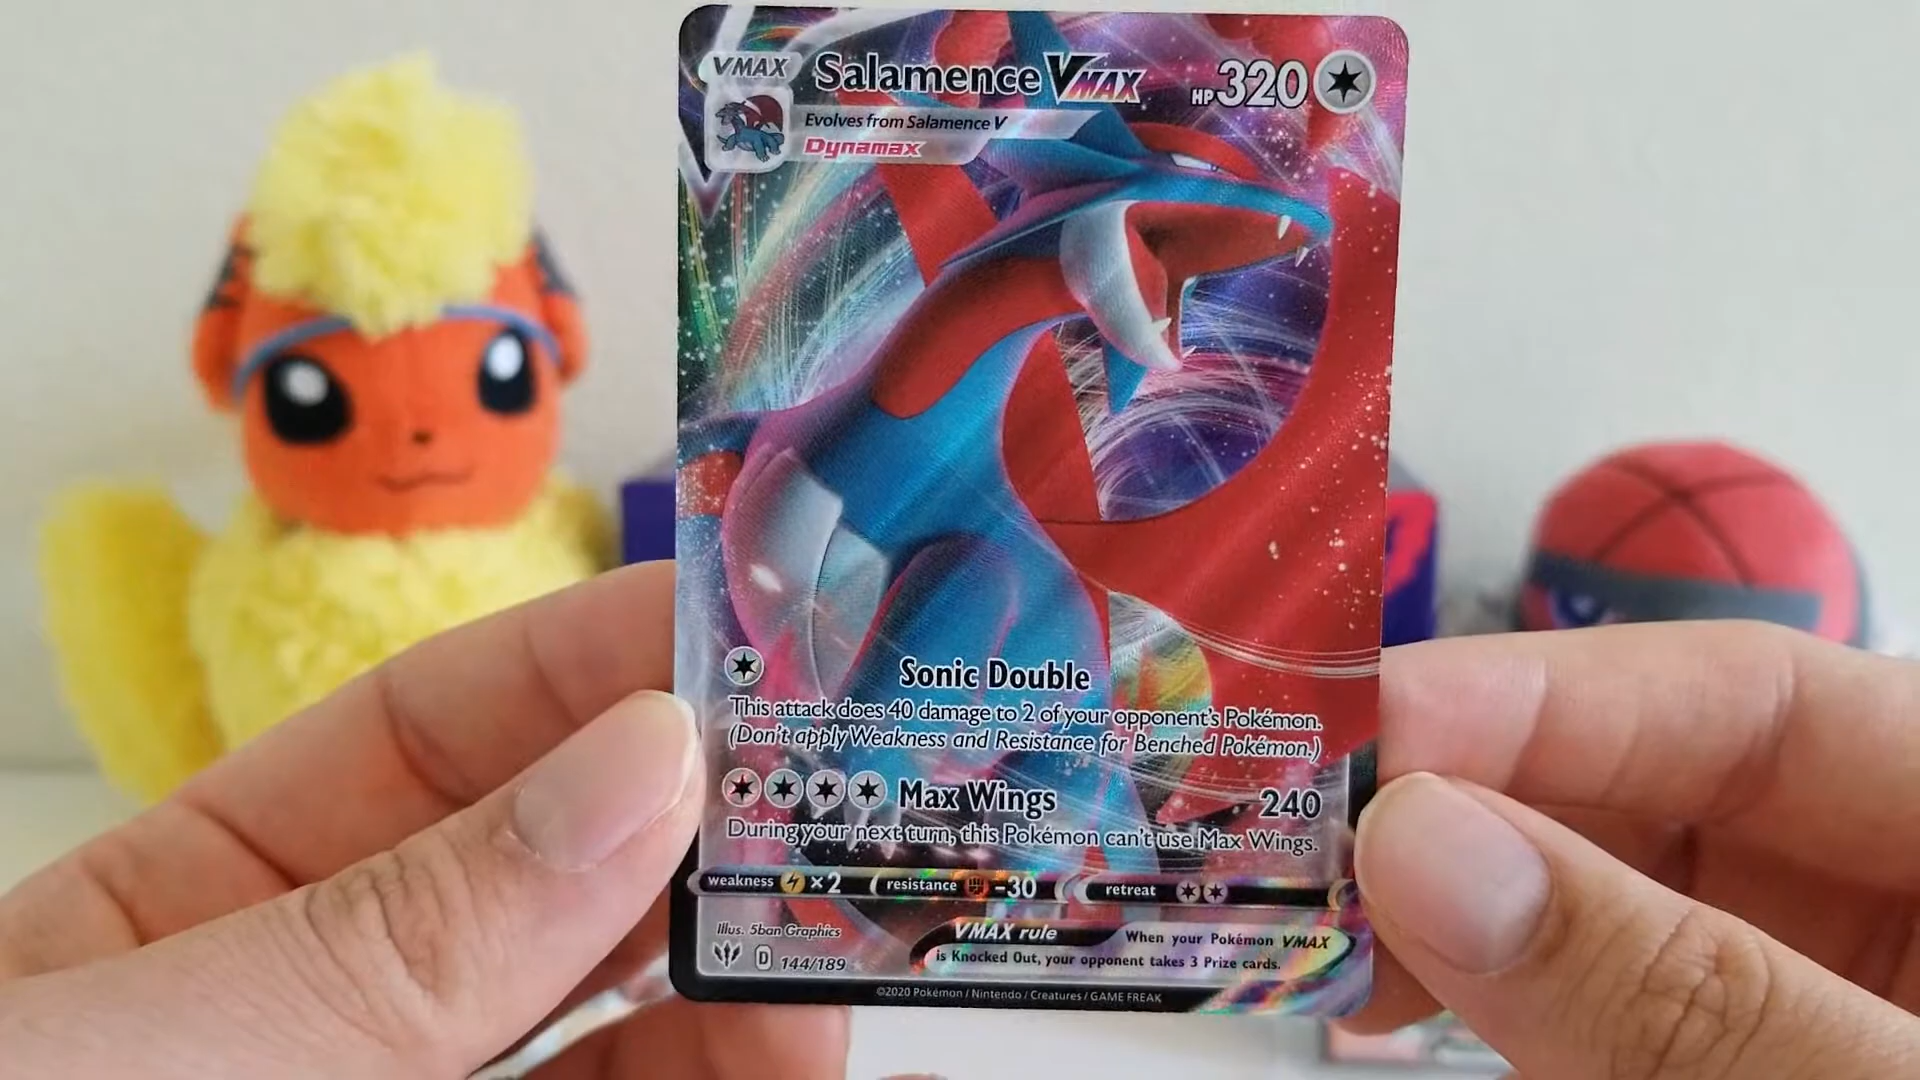 VMAX Salamence VMAX HP 320
Evolves from Salamence V
Dynamax
Sonic Double
This attack does 40 damage to 2 of your opponent's Pokémon.
(Don't apply Weakness and Resistance for Benched Pokémon.)
Max Wings 240
During your next turn, this Pokémon can't use Max Wings.
weakness ×2 resistance -30 retreat
Illus. 5ban Graphics
VMAX rule When your Pokémon VMAX
is Knocked Out, your opponent takes 3 Prize cards.
D 144/189
©2020 Pokémon / Nintendo / Creatures / GAME FREAK